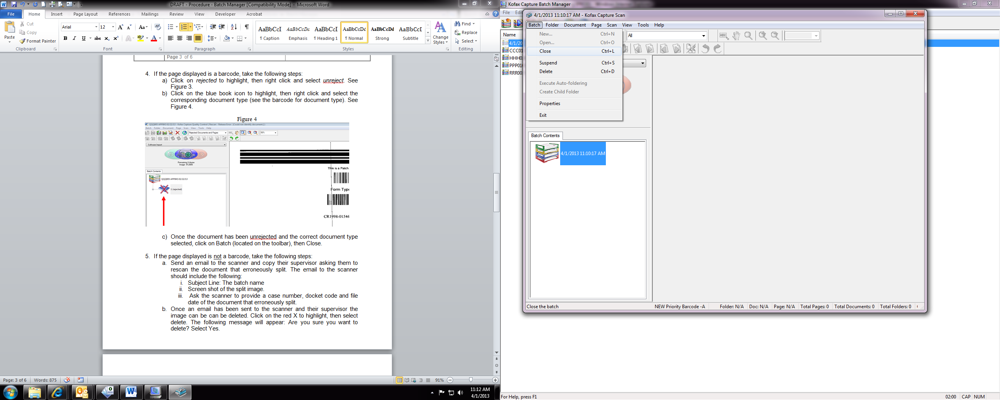 DRAFT - Procedure - Batch Manager [Compatibility Mode] - Microsoft Word
File Home Insert Page Layout References Mailings Review View Developer Acrobat
Cut
Copy
Format Painter
Paste
Clipboard
Arial 12
Font
Paragraph
AaBbCcI AaBbCcDc AaBbCcI AaBbCcDc AaBbCcDd AaBbCcI
¶ Caption Emphasis ¶ Heading 1 ¶ Normal Strong Subtitle
Styles
Change Styles
Find
Replace
Select
Editing
Page 3 of 6
4. If the page displayed is a barcode, take the following steps:
a) Click on rejected to highlight, then right click and select unreject. See
Figure 3.
b) Click on the blue book icon to highlight, then right click and select the
corresponding document type (see the barcode for document type). See
Figure 4.
Figure 4
QQQ005 APPBKS 02/22/13 - Kofax Capture Quality Control ( Rescan - Release Error: [Could not identify document.] )
Batch Folder Document Page Scan View Tools Help
Rejected Documents and Pages 50%
Software Import
Remaining Volume
Image: 912805
Batch Contents
QQQ005 APPBKS 02/22/13
1 (rejected)
This is a Patch
Form Type
CR1998-01546
c) Once the document has been unrejected and the correct document type
selected, click on Batch (located on the toolbar), then Close.
5. If the page displayed is not a barcode, take the following steps:
a. Send an email to the scanner and copy their supervisor asking them to
rescan the document that erroneously split. The email to the scanner
should include the following:
i. Subject Line: The batch name
ii. Screen shot of the split image.
iii. Ask the scanner to provide a case number, docket code and file
date of the document that erroneously split.
b. Once an email has been sent to the scanner and their supervisor the
image can be can be deleted. Click on the red X to highlight, then select
delete. The following message will appear: Are you sure you want to
delete? Select Yes.
Page: 3 of 6 Words: 875 91%
11:12 AM
4/1/2013
Kofax Capture Batch Manager
File Edi
Name
4/1/20
CCC01
HHH0
PPP01
RRR00
4/1/2013 11:10:17 AM - Kofax Capture Scan
Batch Folder Document Page Scan View Tools Help
New... Ctrl+N
Open... Ctrl+O
Close Ctrl+L
Suspend Ctrl+S
Delete Ctrl+D
Execute Auto-foldering
Create Child Folder
Properties
Exit
All
Batch Contents
4/1/2013 11:10:17 AM
Close the batch NEW Priority Barcode -A Folder: N/A Doc: N/A Page: N/A Total Pages: 0 Total Documents: 0 Total Folders: 0
For Help, press F1 02:00 CAP NUM